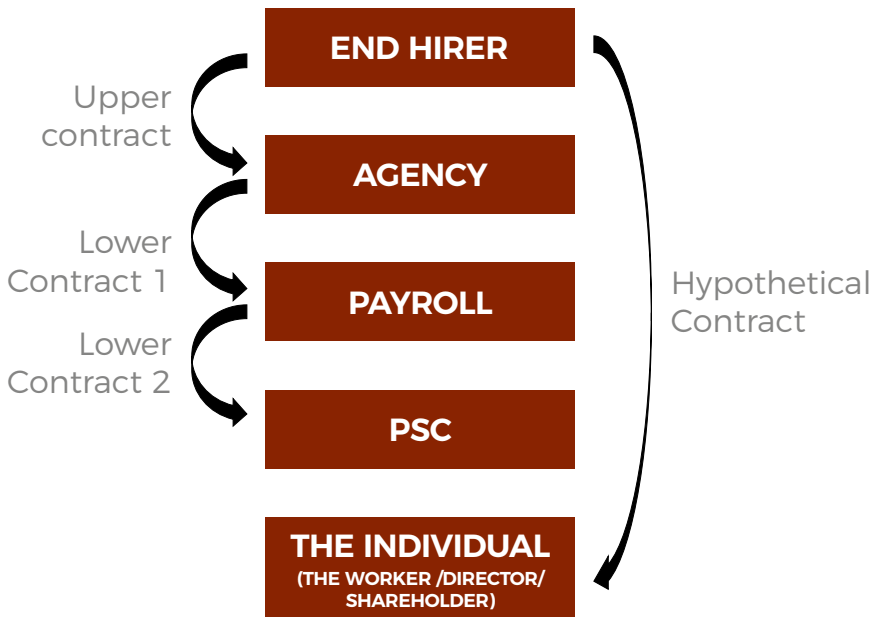 END HIRER
Upper
contract
AGENCY
Lower
Contract 1
PAYROLL
Hypothetical
Contract
Lower
Contract 2
PSC
THE INDIVIDUAL
(THE WORKER /DIRECTOR/
SHAREHOLDER)